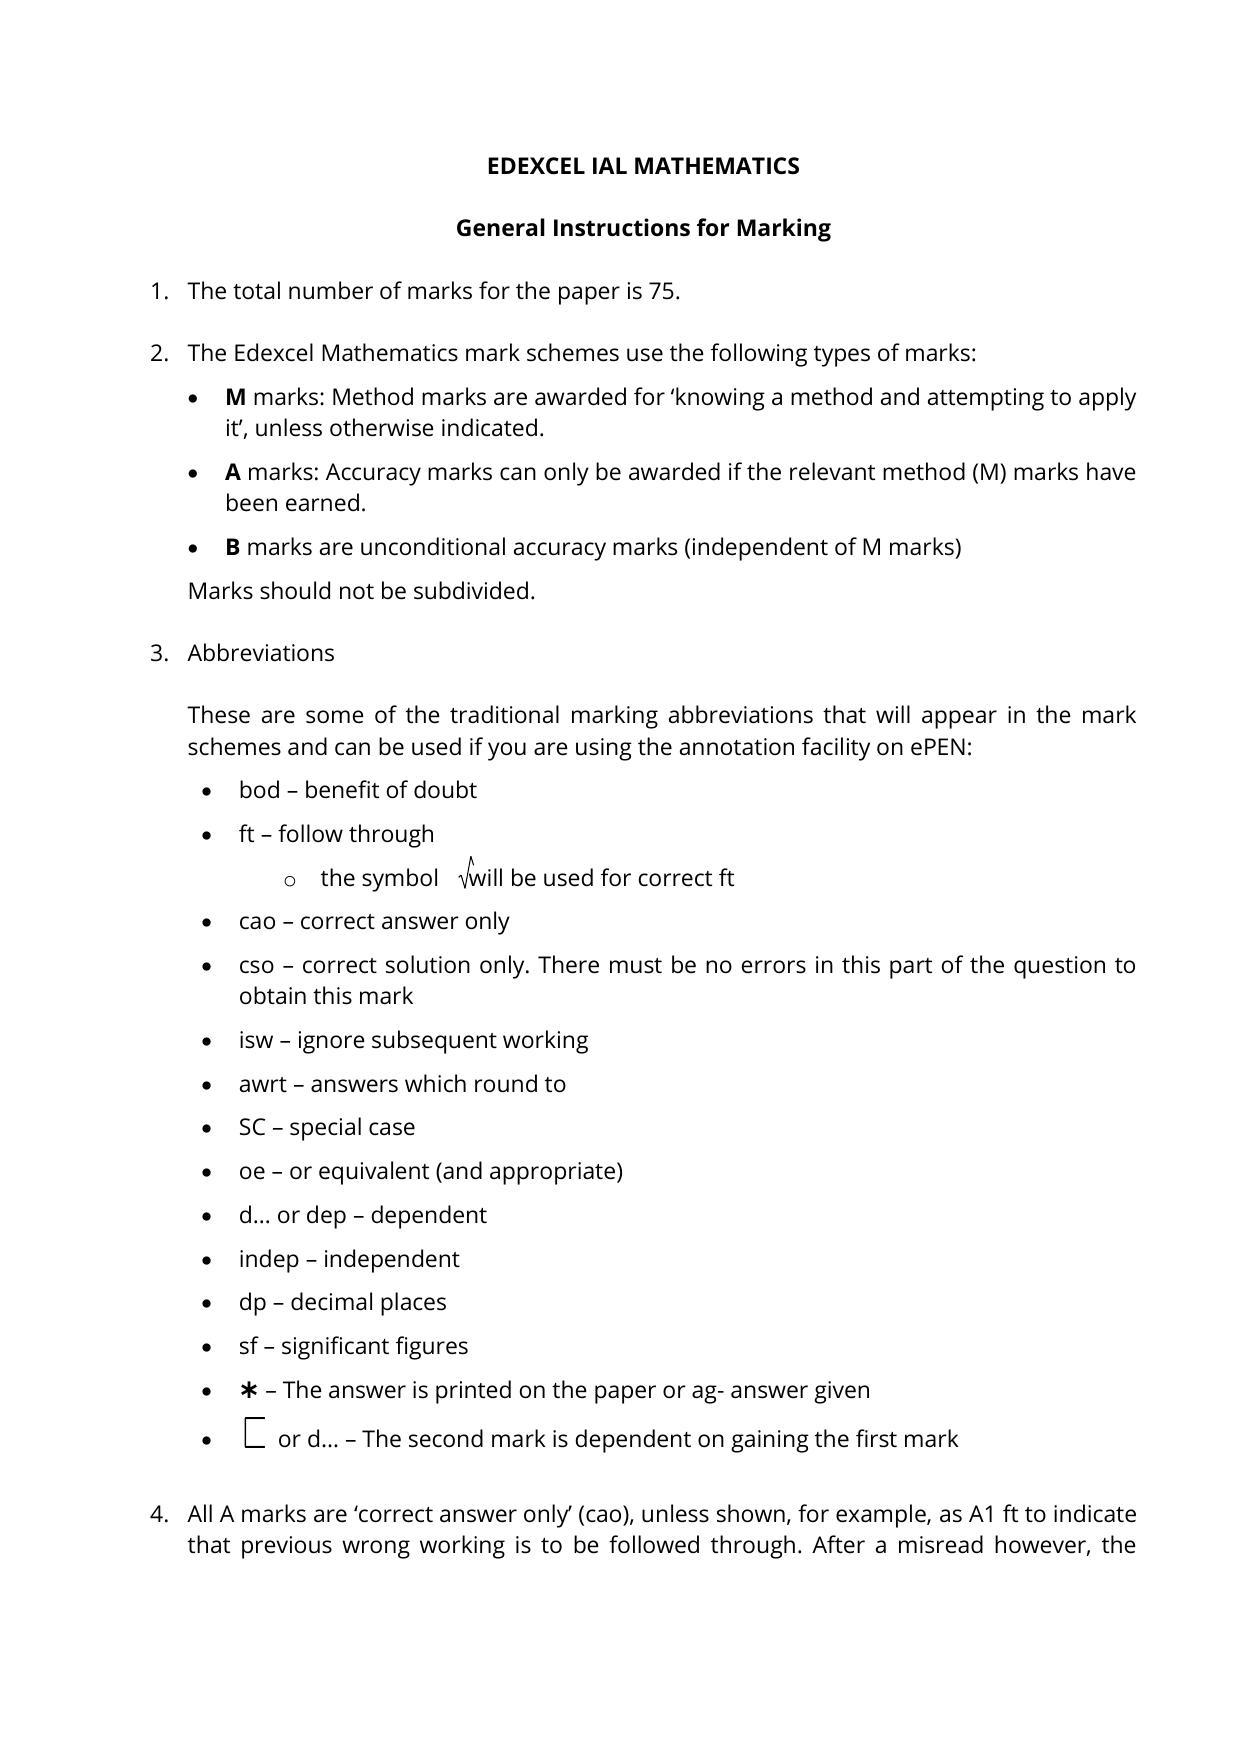 EDEXCEL IAL MATHEMATICS
General Instructions for Marking
1. The total number of marks for the paper is 75.
2. The Edexcel Mathematics mark schemes use the following types of marks:
• M marks: Method marks are awarded for ‘knowing a method and attempting to apply
it’, unless otherwise indicated.
• A marks: Accuracy marks can only be awarded if the relevant method (M) marks have
been earned.
• B marks are unconditional accuracy marks (independent of M marks)
Marks should not be subdivided.
3. Abbreviations
These are some of the traditional marking abbreviations that will appear in the mark
schemes and can be used if you are using the annotation facility on ePEN:
• bod – benefit of doubt
• ft – follow through
○ the symbol √ will be used for correct ft
• cao – correct answer only
• cso – correct solution only. There must be no errors in this part of the question to
obtain this mark
• isw – ignore subsequent working
• awrt – answers which round to
• SC – special case
• oe – or equivalent (and appropriate)
• d… or dep – dependent
• indep – independent
• dp – decimal places
• sf – significant figures
• ∗ – The answer is printed on the paper or ag- answer given
• or d… – The second mark is dependent on gaining the first mark
4. All A marks are ‘correct answer only’ (cao), unless shown, for example, as A1 ft to indicate
that previous wrong working is to be followed through. After a misread however, the